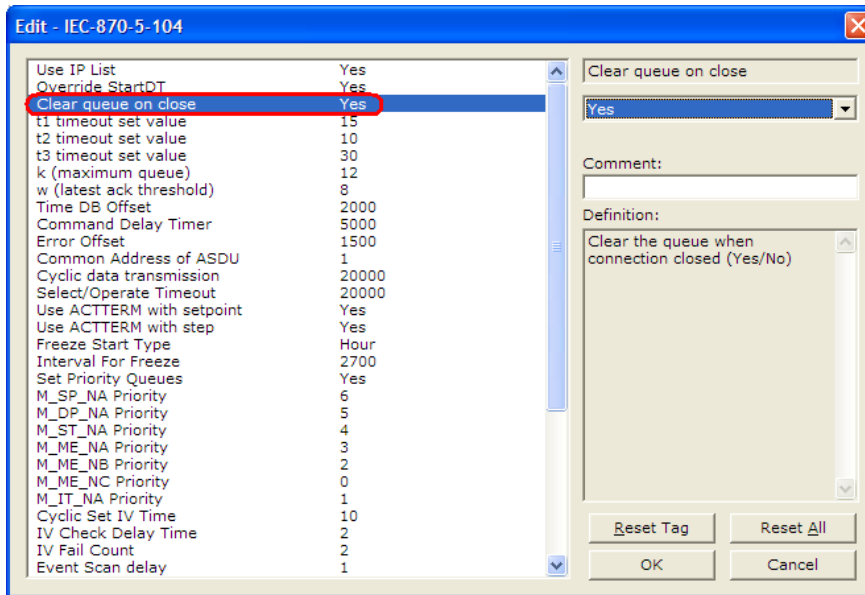 Edit - IEC-870-5-104
Use IP List Yes
Override StartDT Yes
Clear queue on close Yes
t1 timeout set value 15
t2 timeout set value 10
t3 timeout set value 30
k (maximum queue) 12
w (latest ack threshold) 8
Time DB Offset 2000
Command Delay Timer 5000
Error Offset 1500
Common Address of ASDU 1
Cyclic data transmission 20000
Select/Operate Timeout 20000
Use ACTTERM with setpoint Yes
Use ACTTERM with step Yes
Freeze Start Type Hour
Interval For Freeze 2700
Set Priority Queues Yes
M_SP_NA Priority 6
M_DP_NA Priority 5
M_ST_NA Priority 4
M_ME_NA Priority 3
M_ME_NB Priority 2
M_ME_NC Priority 0
M_IT_NA Priority 1
Cyclic Set IV Time 10
IV Check Delay Time 2
IV Fail Count 2
Event Scan delay 1
Clear queue on close
Yes
Comment:
Definition:
Clear the queue when
connection closed (Yes/No)
Reset Tag Reset All
OK Cancel